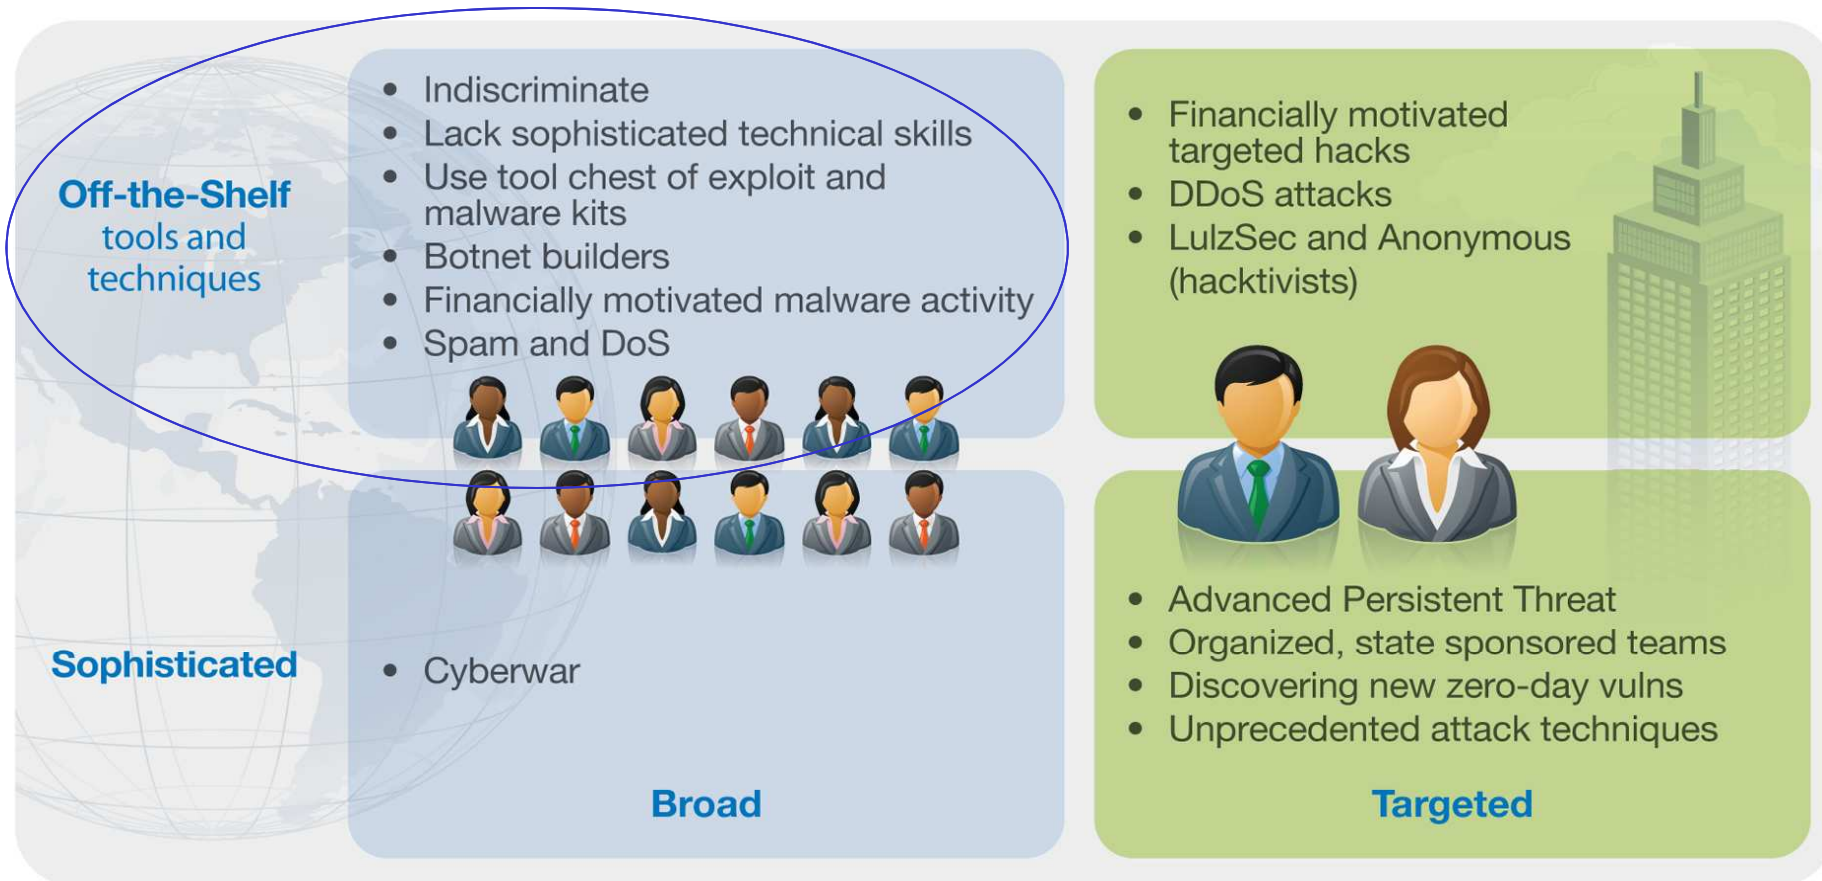 Off-the-Shelf
tools and
techniques
• Indiscriminate
• Lack sophisticated technical skills
• Use tool chest of exploit and
malware kits
• Botnet builders
• Financially motivated malware activity
• Spam and DoS
• Financially motivated
targeted hacks
• DDoS attacks
• LulzSec and Anonymous
(hacktivists)
Sophisticated
• Cyberwar
• Advanced Persistent Threat
• Organized, state sponsored teams
• Discovering new zero-day vulns
• Unprecedented attack techniques
Broad
Targeted